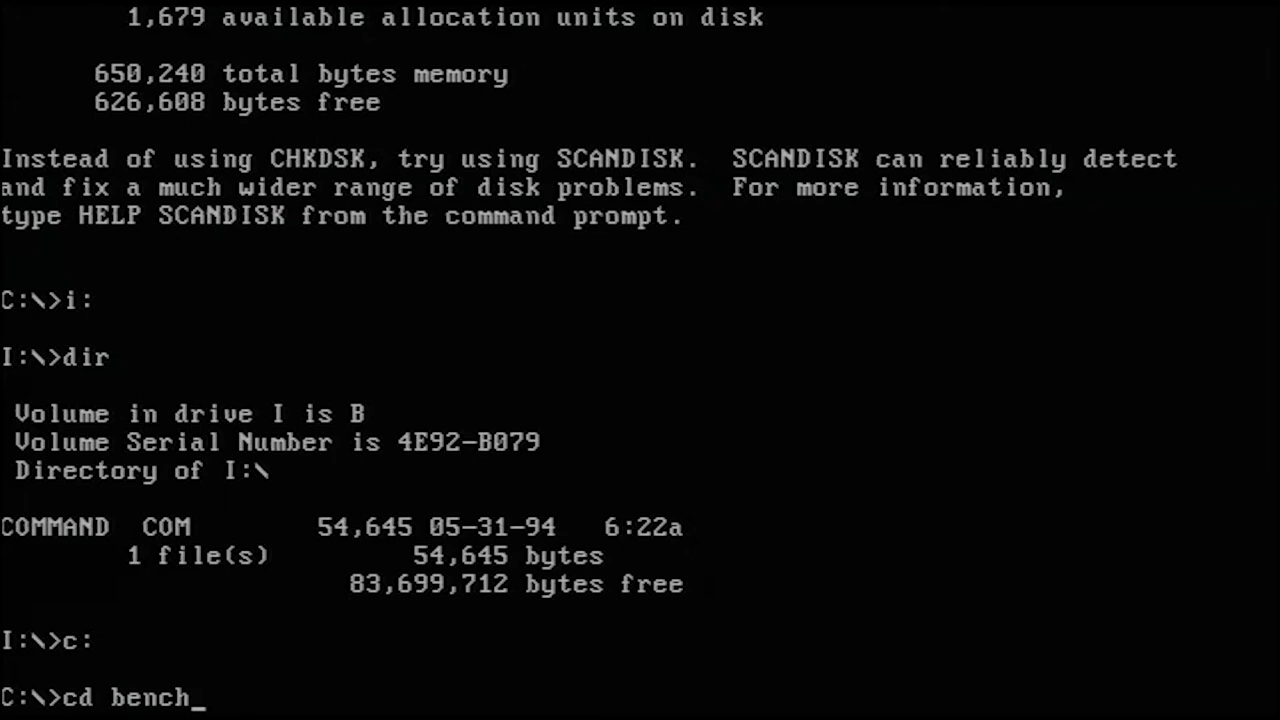 1,679 available allocation units on disk
650,240 total bytes memory
626,608 bytes free
Instead of using CHKDSK, try using SCANDISK.  SCANDISK can reliably detect
and fix a much wider range of disk problems.  For more information,
type HELP SCANDISK from the command prompt.
C:\>i:
I:\>dir
Volume in drive I is B
Volume Serial Number is 4E92-B079
Directory of I:\
COMMAND  COM        54,645 05-31-94   6:22a
1 file(s)         54,645 bytes
83,699,712 bytes free
I:\>c:
C:\>cd bench_